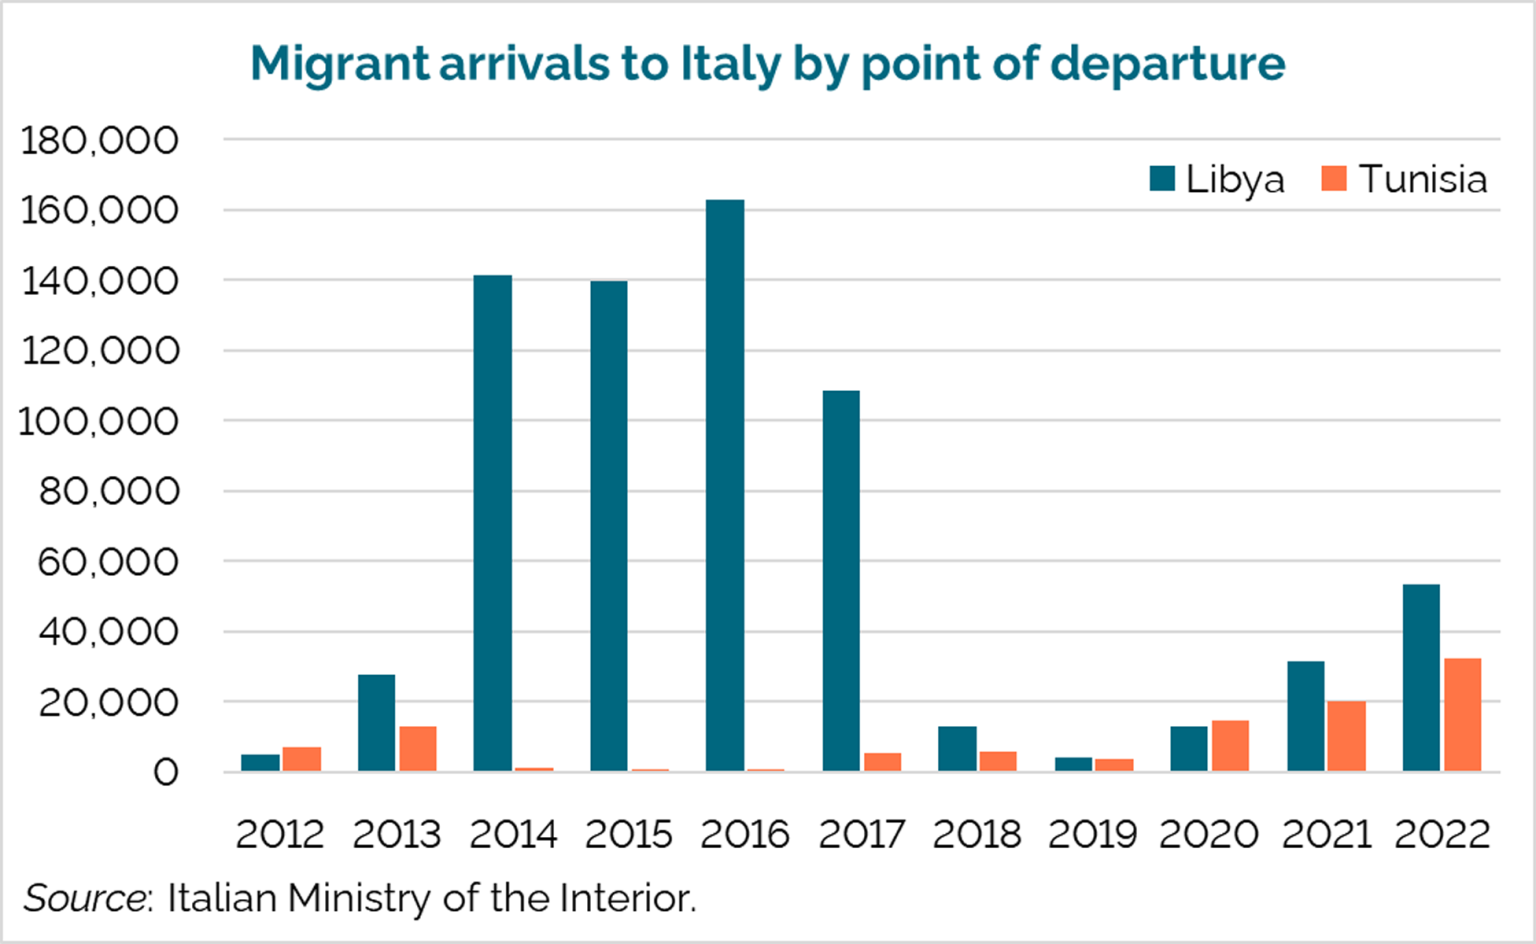 Migrant arrivals to Italy by point of departure
180,000
Libya Tunisia
160,000
140,000
120,000
100,000
80,000
60,000
40,000
20,000
0
2012 2013 2014 2015 2016 2017 2018 2019 2020 2021 2022
Source: Italian Ministry of the Interior.